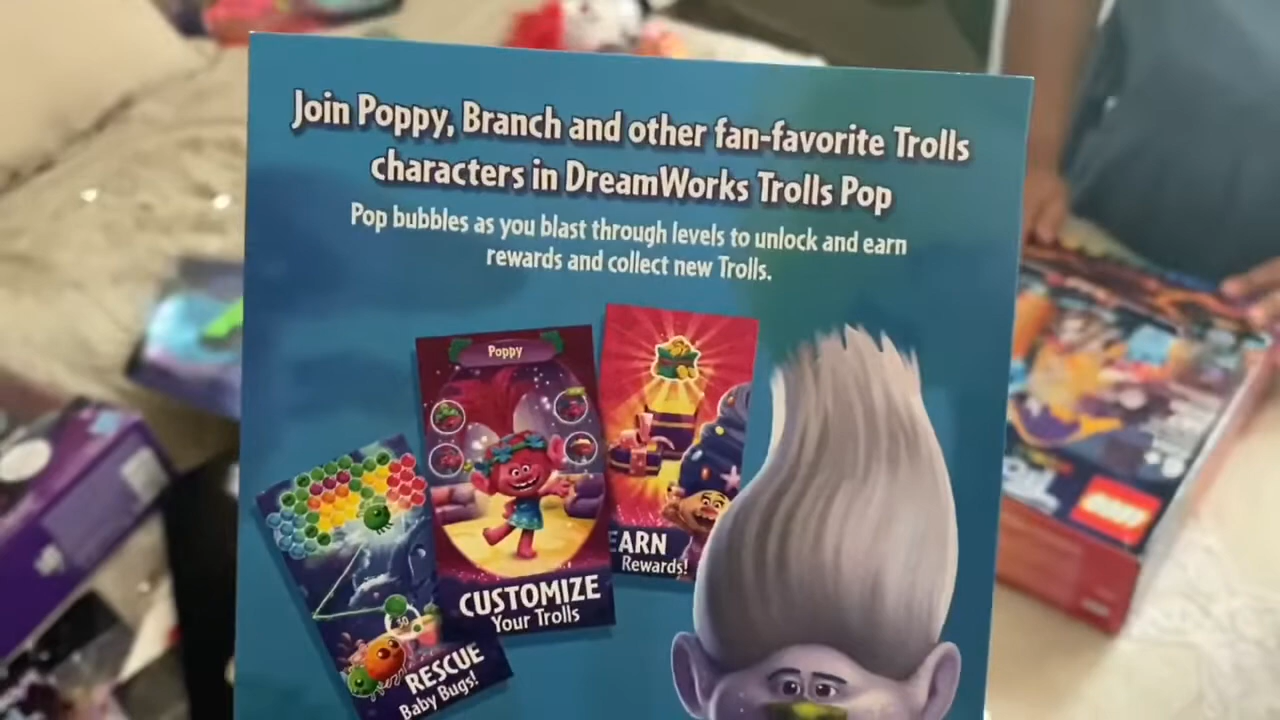 Join Poppy, Branch and other fan-favorite Trolls
characters in DreamWorks Trolls Pop
Pop bubbles as you blast through levels to unlock and earn
rewards and collect new Trolls.
Poppy
CUSTOMIZE
Your Trolls
EARN
Rewards!
30
RESCUE
Baby Bugs!